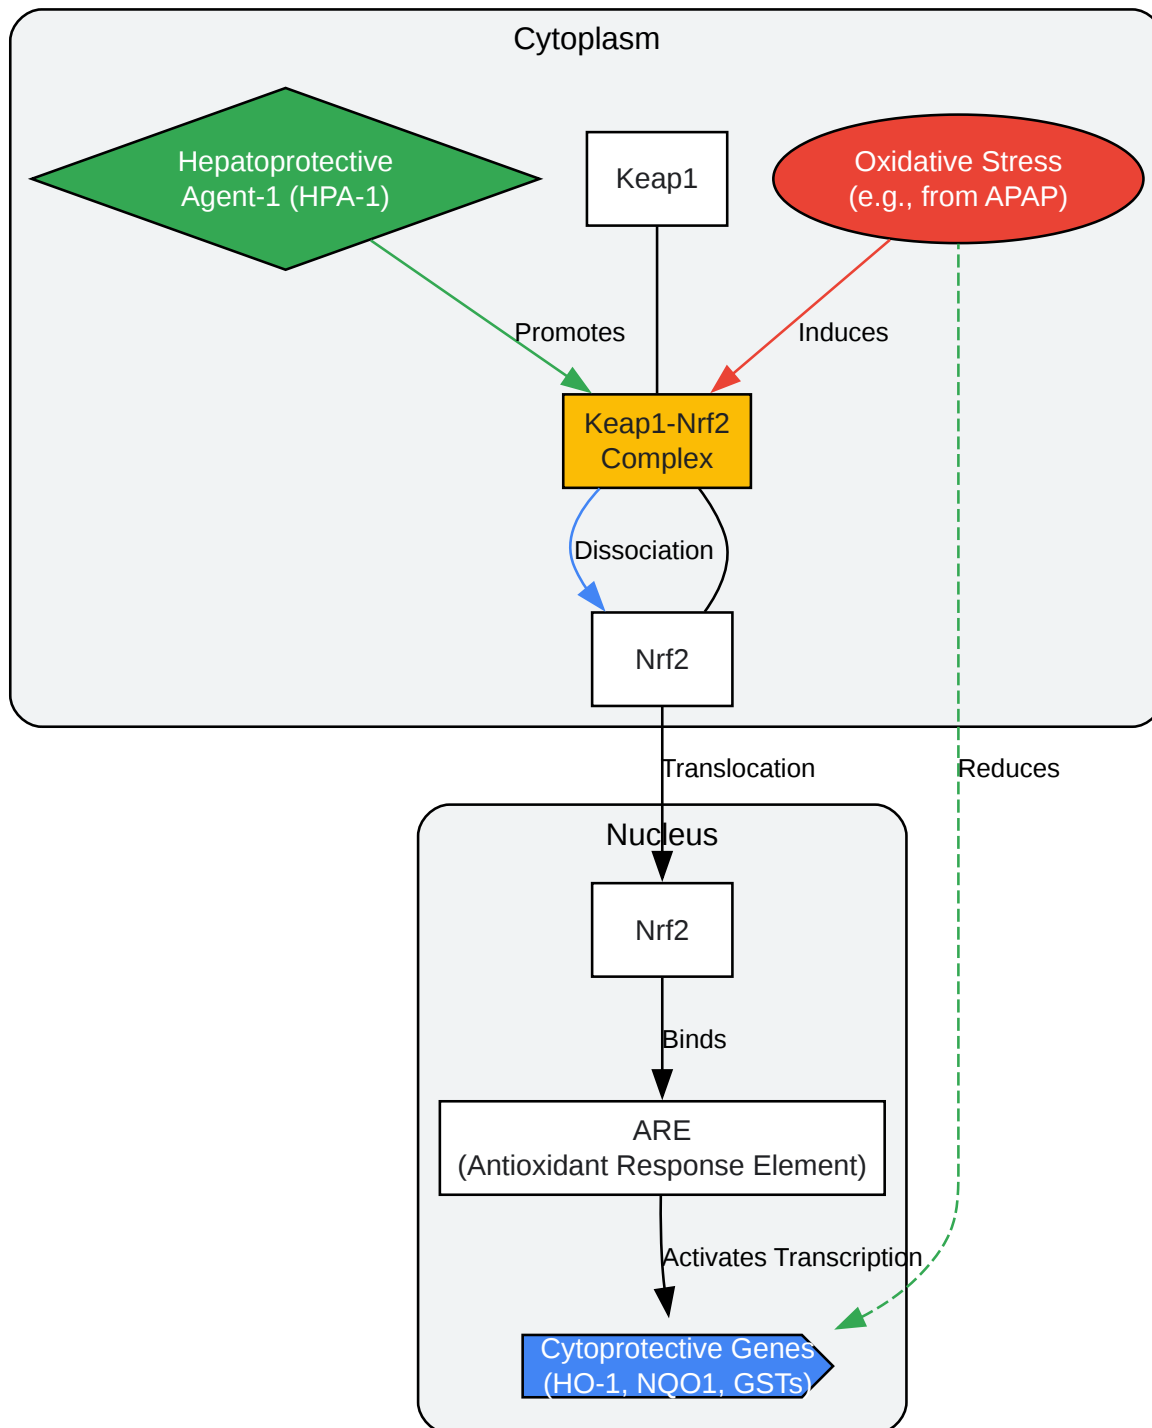 Cytoplasm
Hepatoprotective
Agent-1 (HPA-1)
Keap1
Oxidative Stress
(e.g., from APAP)
Promotes
Induces
Keap1-Nrf2
Complex
Dissociation
Nrf2
Translocation
Reduces
Nucleus
Nrf2
Binds
ARE
(Antioxidant Response Element)
Activates Transcription
Cytoprotective Genes
(HO-1, NQO1, GSTs)